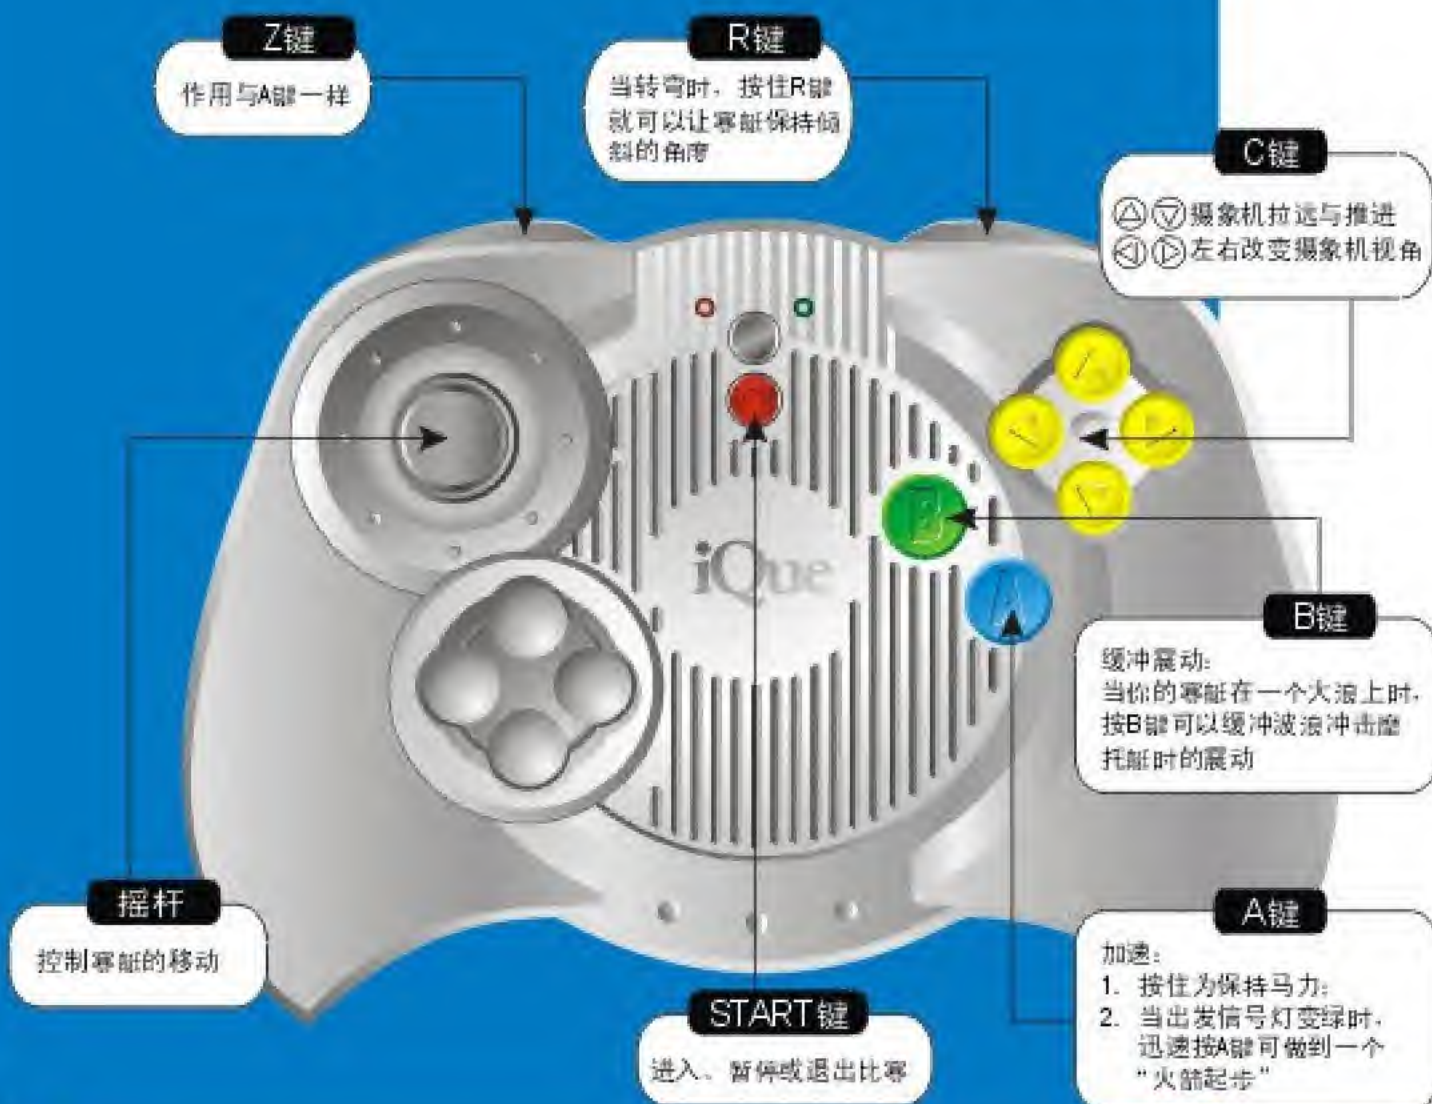 Z键
作用与A键一样
R键
当转弯时，按住R键
就可以让赛艇保持倾
斜的角度
C键
摄象机拉远与推进
左右改变摄象机视角
iQue
B
A
B键
缓冲震动：
当你的赛艇在一个大浪上时，
按B键可以缓冲波浪冲击摩
托艇时的震动
摇杆
控制赛艇的移动
START键
进入、暂停或退出比赛
A键
加速：
1. 按住为保持马力；
2. 当出发信号灯变绿时，
迅速按A键可做到一个
“火箭起步”